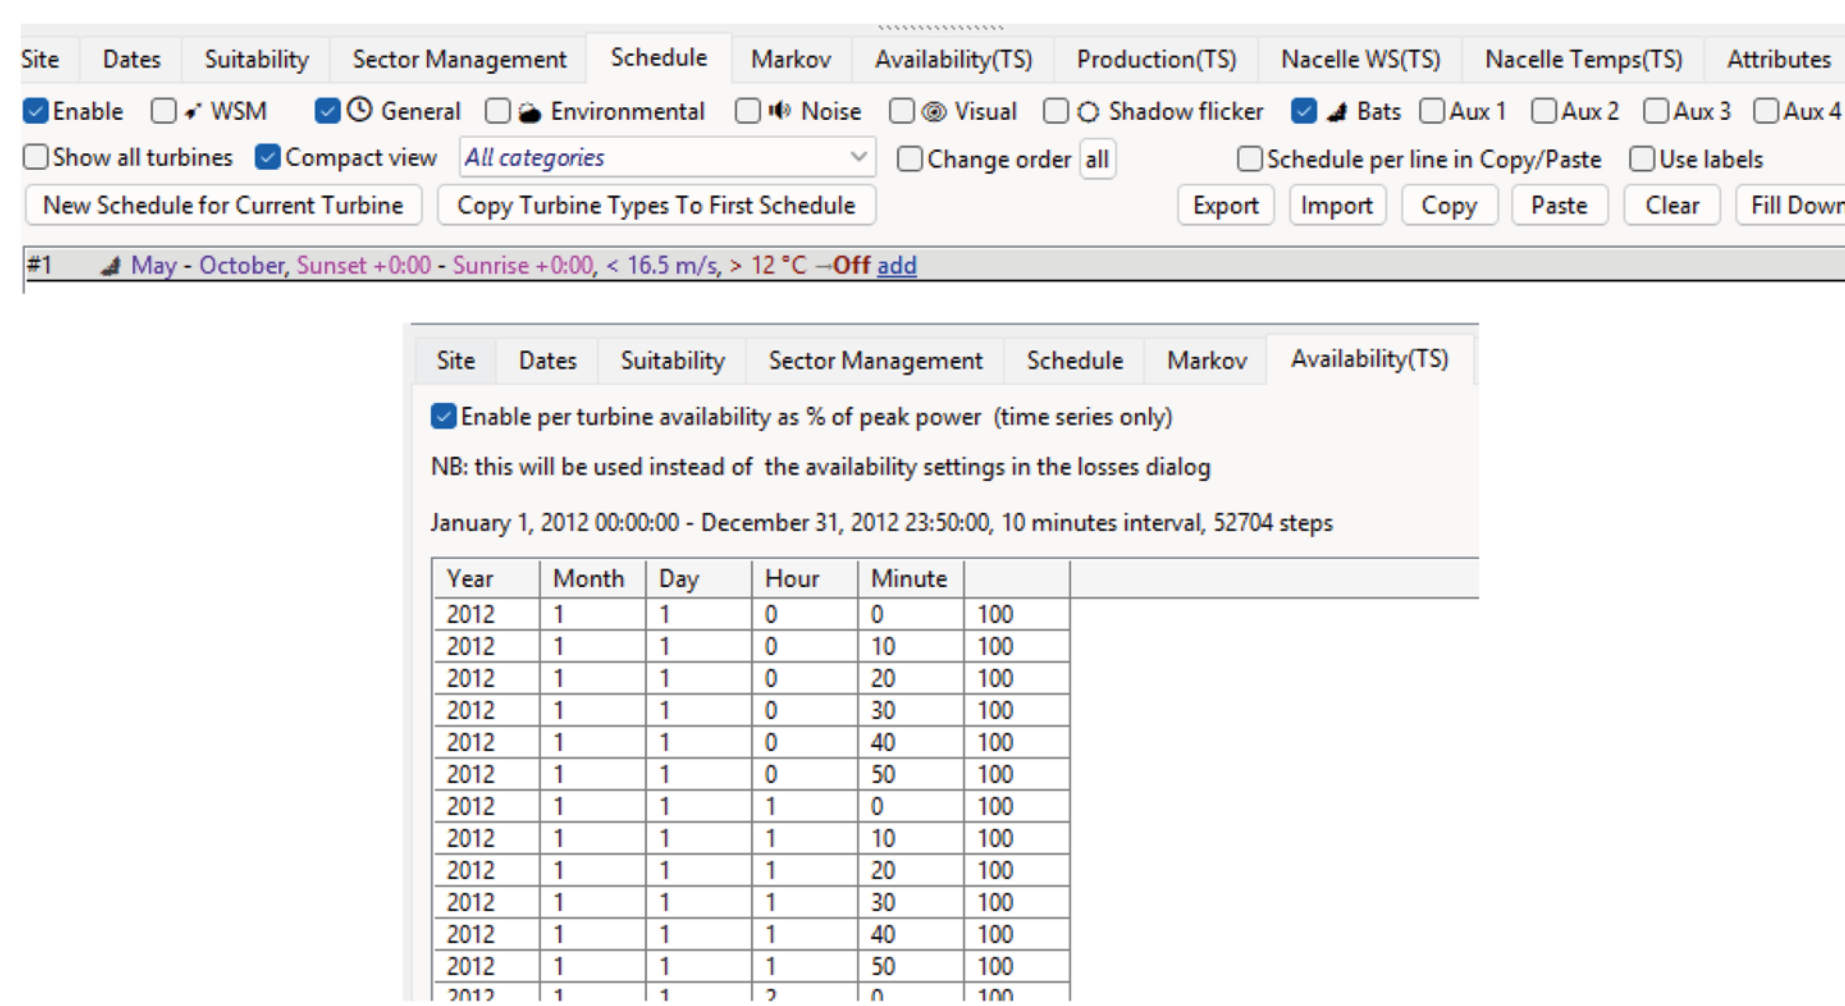 Site Dates Suitability Sector Management Schedule Markov Availability(TS) Production(TS) Nacelle WS(TS) Nacelle Temps(TS) Attributes
Enable WSM General Environmental Noise Visual Shadow flicker Bats Aux 1 Aux 2 Aux 3 Aux 4
Show all turbines Compact view All categories Change order all Schedule per line in Copy/Paste Use labels
New Schedule for Current Turbine Copy Turbine Types To First Schedule Export Import Copy Paste Clear Fill Down
#1 May - October, Sunset +0:00 - Sunrise +0:00, < 16.5 m/s, > 12 °C →Off add
Site Dates Suitability Sector Management Schedule Markov Availability(TS)
Enable per turbine availability as % of peak power (time series only)
NB: this will be used instead of the availability settings in the losses dialog
January 1, 2012 00:00:00 - December 31, 2012 23:50:00, 10 minutes interval, 52704 steps
Year Month Day Hour Minute
2012 1 1 0 0 100
2012 1 1 0 10 100
2012 1 1 0 20 100
2012 1 1 0 30 100
2012 1 1 0 40 100
2012 1 1 0 50 100
2012 1 1 1 0 100
2012 1 1 1 10 100
2012 1 1 1 20 100
2012 1 1 1 30 100
2012 1 1 1 40 100
2012 1 1 1 50 100
2012 1 1 2 0 100